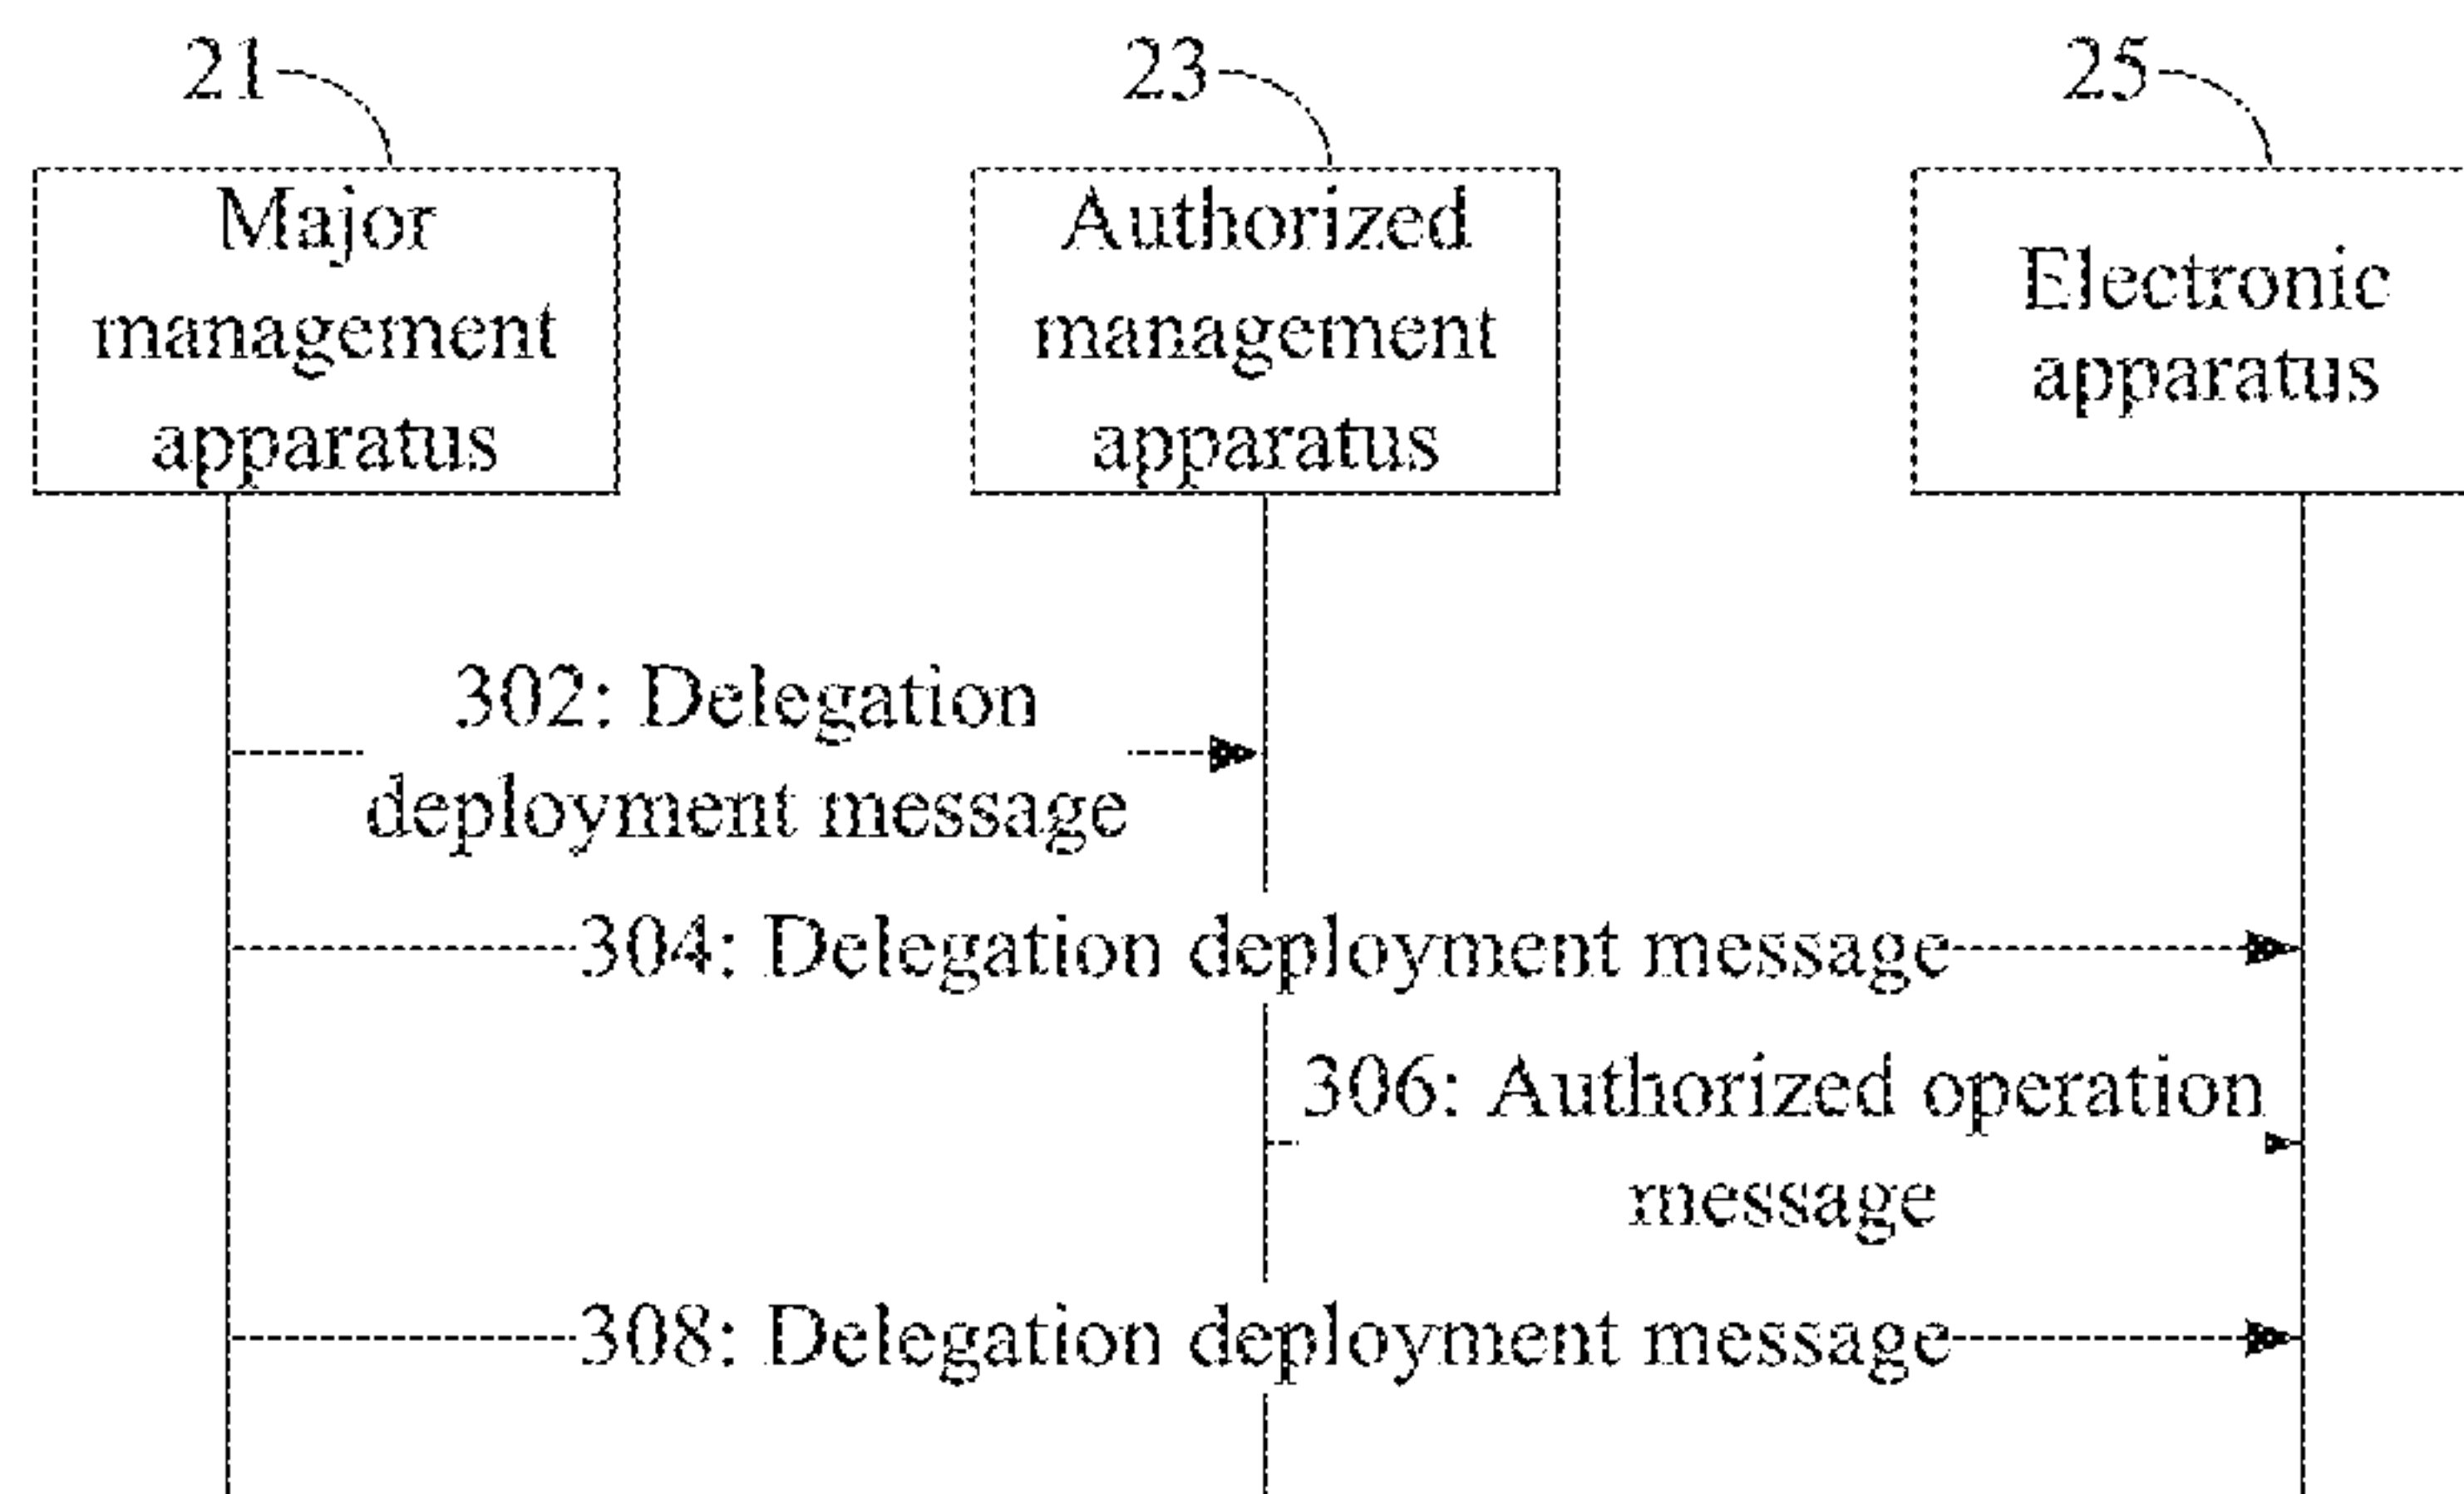 21
23
25
Major
management
apparatus
Authorized
management
apparatus
Electronic
apparatus
302: Delegation
deployment message
304: Delegation deployment message
306: Authorized operation
message
308: Delegation deployment message